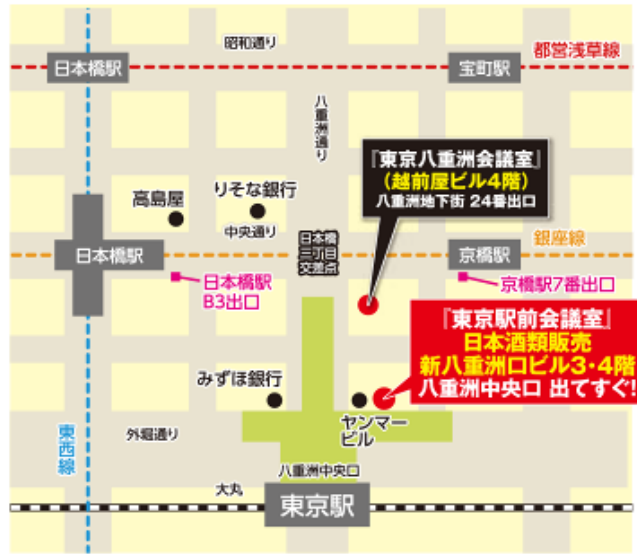 昭和通り
都営浅草線
日本橋駅
宝町駅
八重洲通り
『東京八重洲会議室』
(越前屋ビル4階)
八重洲地下街 24番出口
高島屋
りそな銀行
中央通り
日本橋
三丁目
交差点
銀座線
日本橋駅
京橋駅
日本橋駅
B3出口
京橋駅7番出口
『東京駅前会議室』
日本酒類販売
新八重洲口ビル3・4階
八重洲中央口 出てすぐ!
みずほ銀行
ヤンマー
ビル
東西線
外堀通り
八重洲中央口
大丸
東京駅